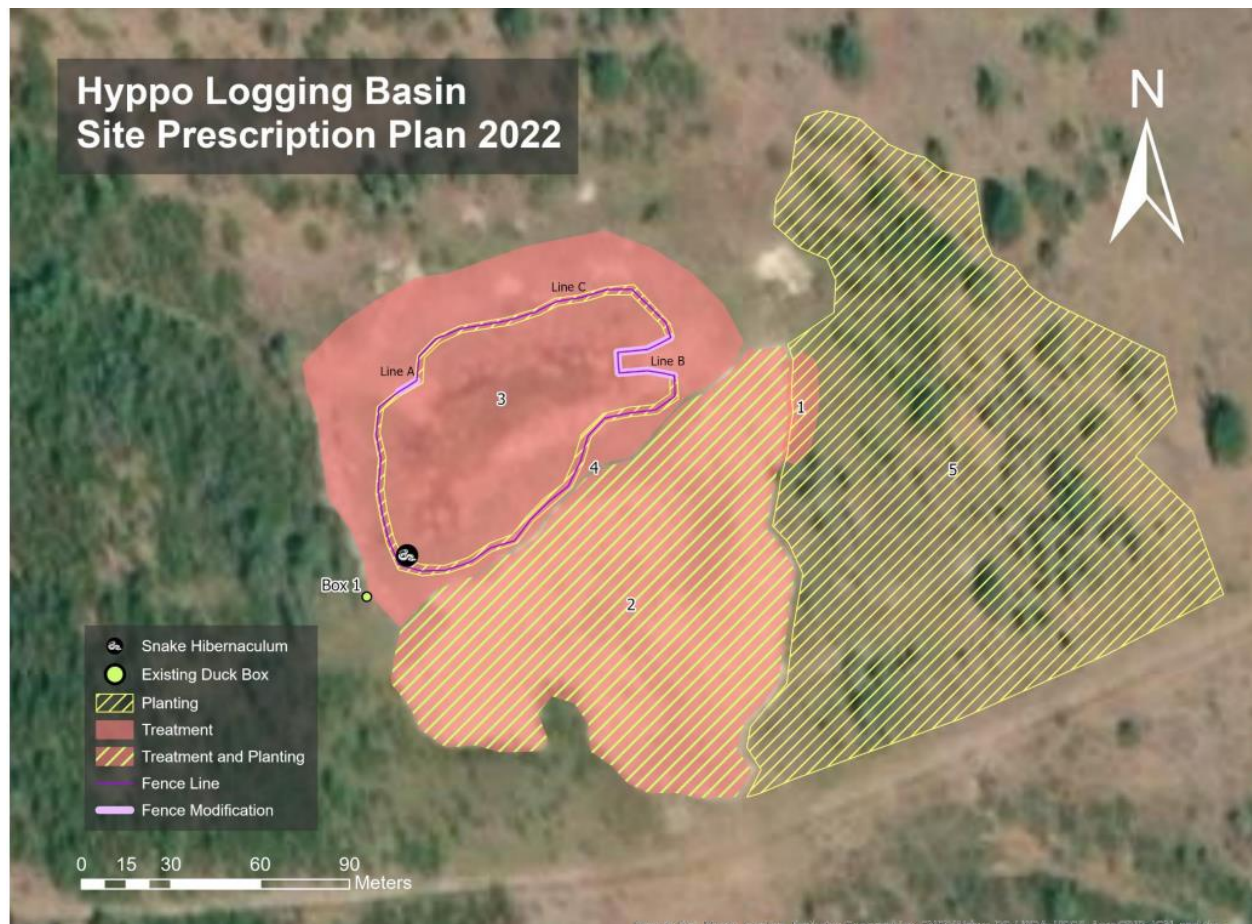 Hyppo Logging Basin
Site Prescription Plan 2022
N
Line C
Line A
Line B
3
1
4
5
Box 1
2
Snake Hibernaculum
Existing Duck Box
Planting
Treatment
Treatment and Planting
Fence Line
Fence Modification
0 15 30 60 90
Meters